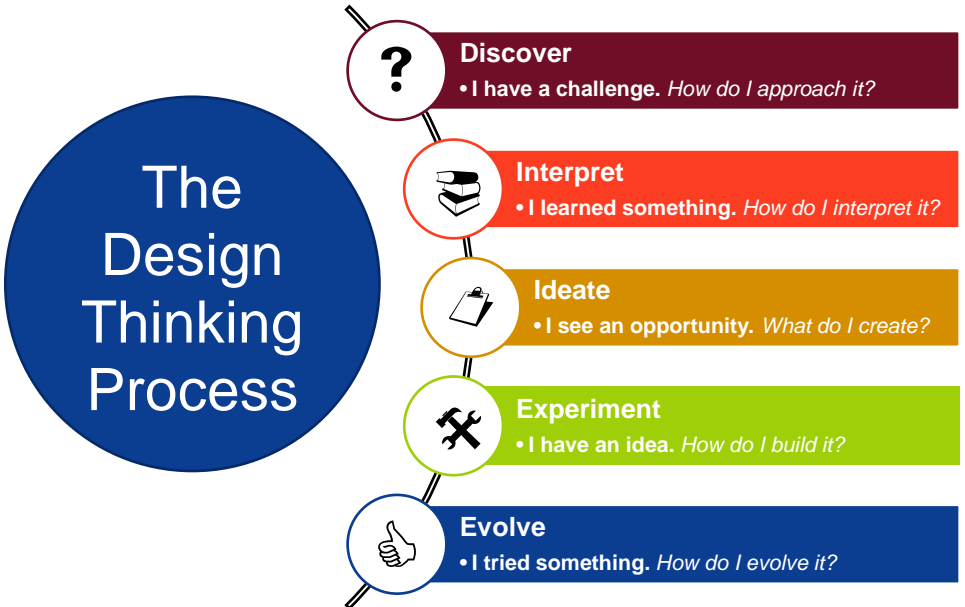 The
Design
Thinking
Process
?
Discover
• I have a challenge. How do I approach it?
Interpret
• I learned something. How do I interpret it?
Ideate
• I see an opportunity. What do I create?
Experiment
• I have an idea. How do I build it?
Evolve
• I tried something. How do I evolve it?